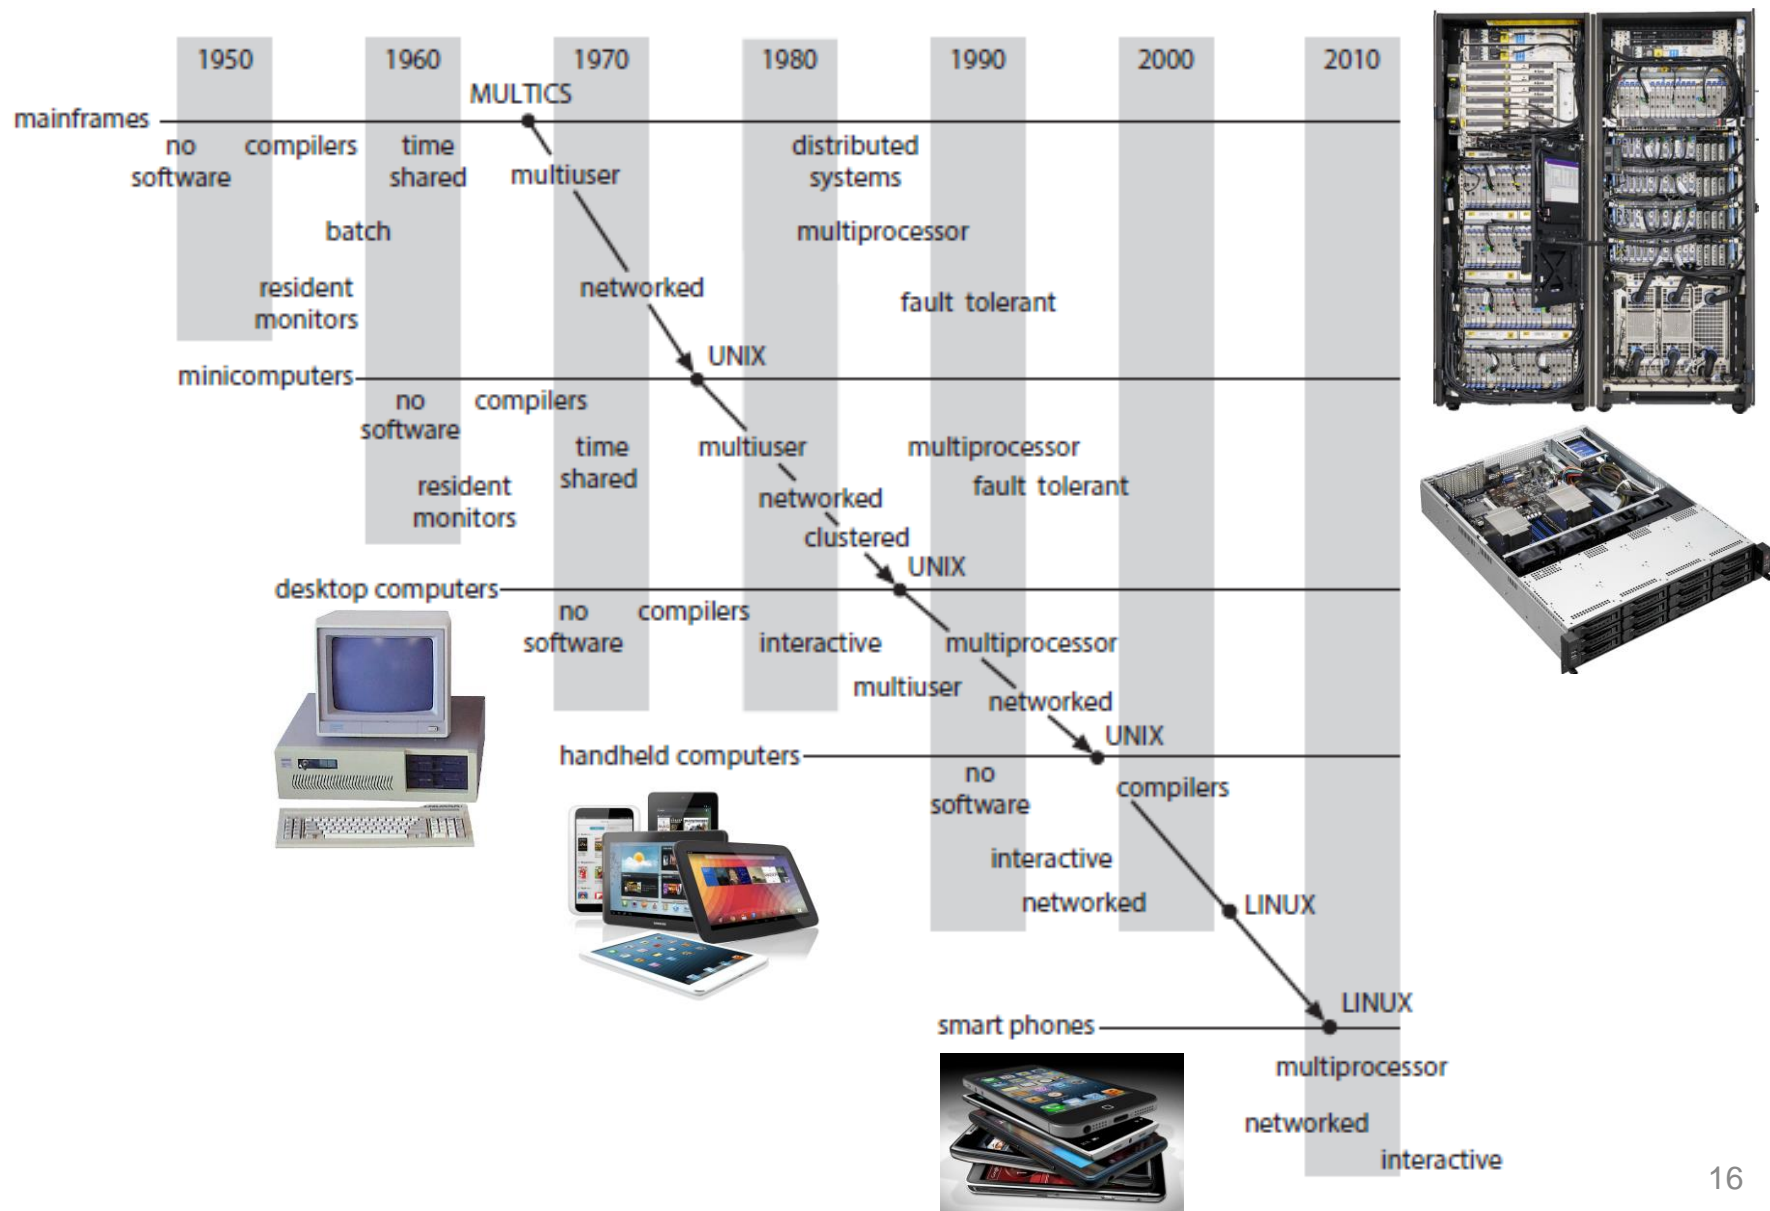 1950 1960 1970 1980 1990 2000 2010
MULTICS
mainframes
no compilers time distributed
software shared multiuser systems
batch multiprocessor
resident networked fault tolerant
monitors
UNIX
minicomputers
no compilers
software
time multiuser multiprocessor
shared
resident networked fault tolerant
monitors
clustered
UNIX
desktop computers
no compilers
software interactive multiprocessor
multiuser networked
UNIX
handheld computers
no compilers
software
interactive
networked LINUX
LINUX
smart phones
multiprocessor
networked
interactive
16